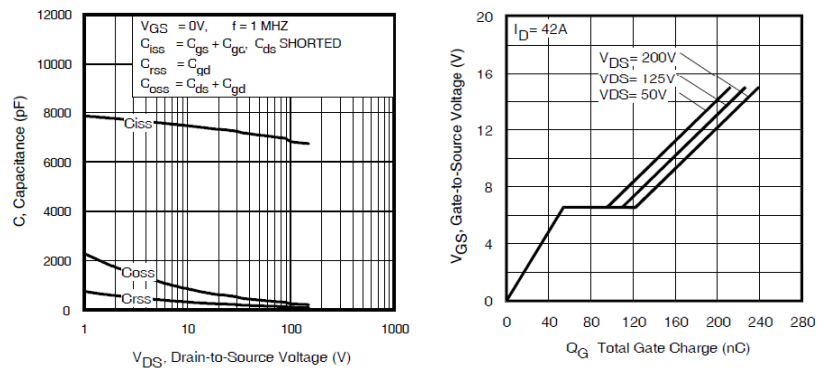 12000
10000
8000
6000
4000
2000
0
C, Capacitance (pF)
VGS = 0V, f = 1 MHZ
Ciss = Cgs + Cgc, Cds SHORTED
Crss = Cgd
Coss = Cds + Cgd
Ciss
Coss
Crss
1
10
100
1000
VDS, Drain-to-Source Voltage (V)
20
16
12
8
4
0
VGS, Gate-to-Source Voltage (V)
ID= 42A
VDS= 200V
VDS= 125V
VDS= 50V
0
40
80
120
160
200
240
280
QG Total Gate Charge (nC)